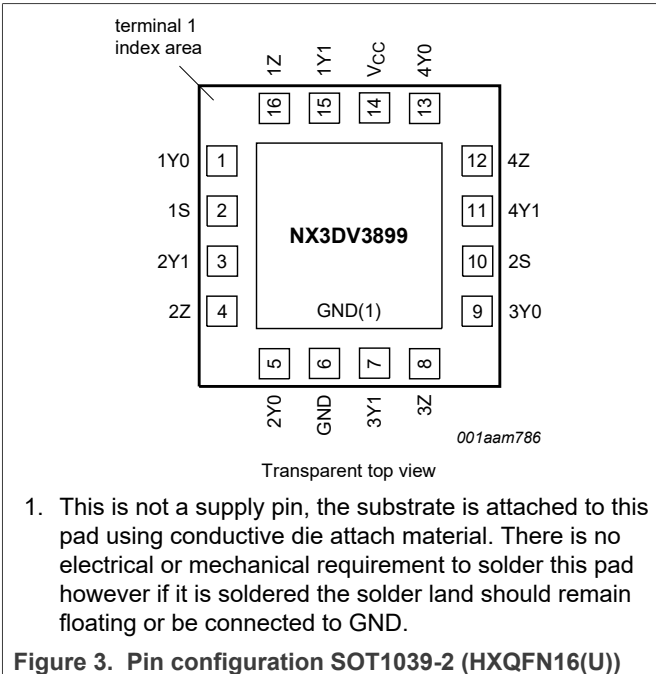 terminal 1
index area
1Z
1Y1
VCC
4Y0
16
15
14
13
1Y0
1
12
4Z
1S
2
11
4Y1
NX3DV3899
2Y1
3
10
2S
2Z
4
GND(1)
9
3Y0
5
6
7
8
2Y0
GND
3Y1
3Z
001aam786
Transparent top view
1. This is not a supply pin, the substrate is attached to this
pad using conductive die attach material. There is no
electrical or mechanical requirement to solder this pad
however if it is soldered the solder land should remain
floating or be connected to GND.
Figure 3. Pin configuration SOT1039-2 (HXQFN16(U))